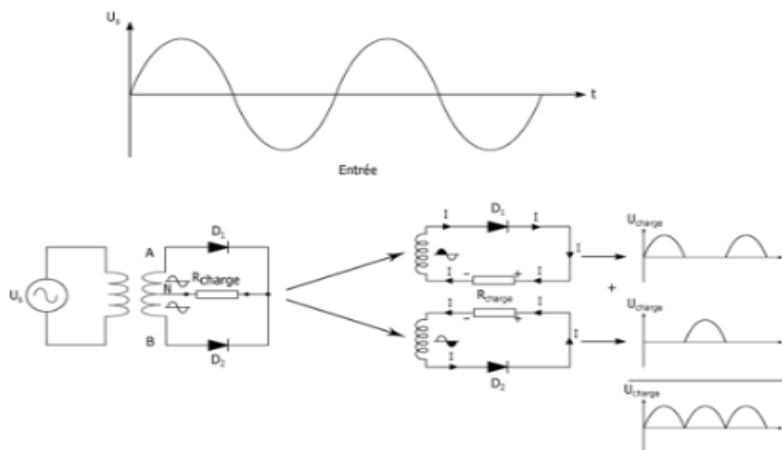 Us
t
Entrée
Us
A
N
B
D1
Rcharge
D2
I
D1
I
I
I
- +
I
Rcharge
I
- +
I
I
I
D2
Ucharge
+
Ucharge
Ucharge